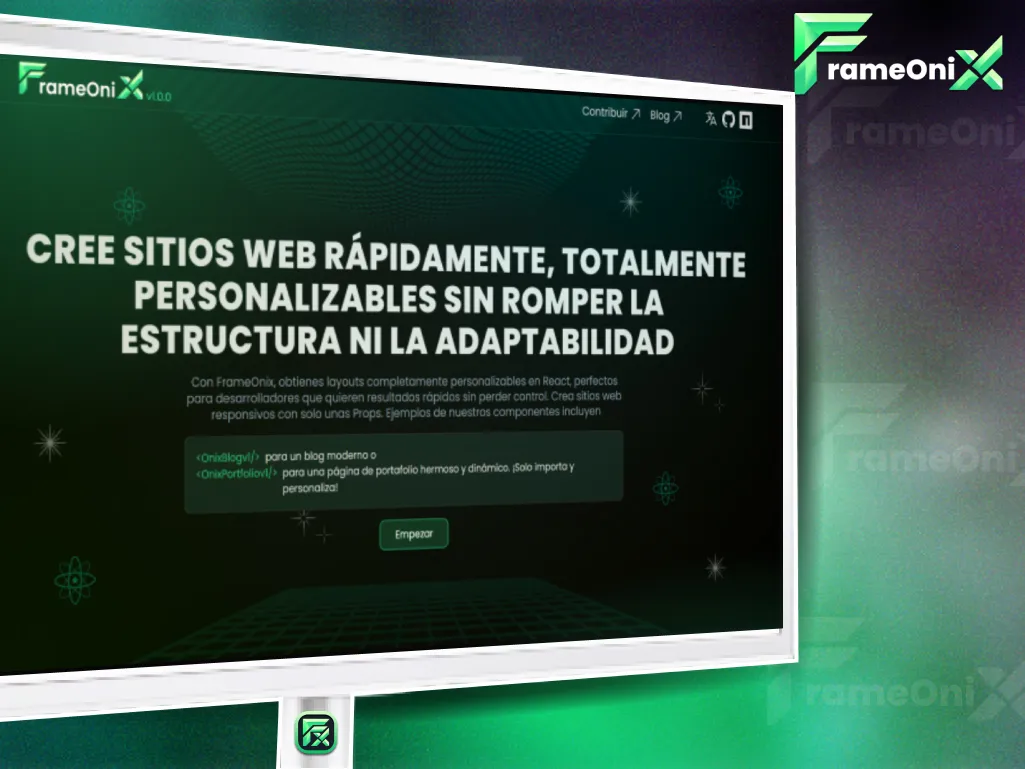 FrameOniX
FrameOniX v1.0.0
Contribuir
Blog
rameOni
CREE SITIOS WEB RÁPIDAMENTE, TOTALMENTE
PERSONALIZABLES SIN ROMPER LA
ESTRUCTURA NI LA ADAPTABILIDAD
Con FrameOnix, obtienes layouts completamente personalizables en React, perfectos
para desarrolladores que quieren resultados rápidos sin perder control. Crea sitios web
responsivos con solo unas Props. Ejemplos de nuestros componentes incluyen
<OnixBlogv1/> para un blog moderno o
<OnixPortfoliov1/> para una página de portafolio hermoso y dinámico. ¡Solo importa y
personaliza!
rameOni
Empezar
rameOniX